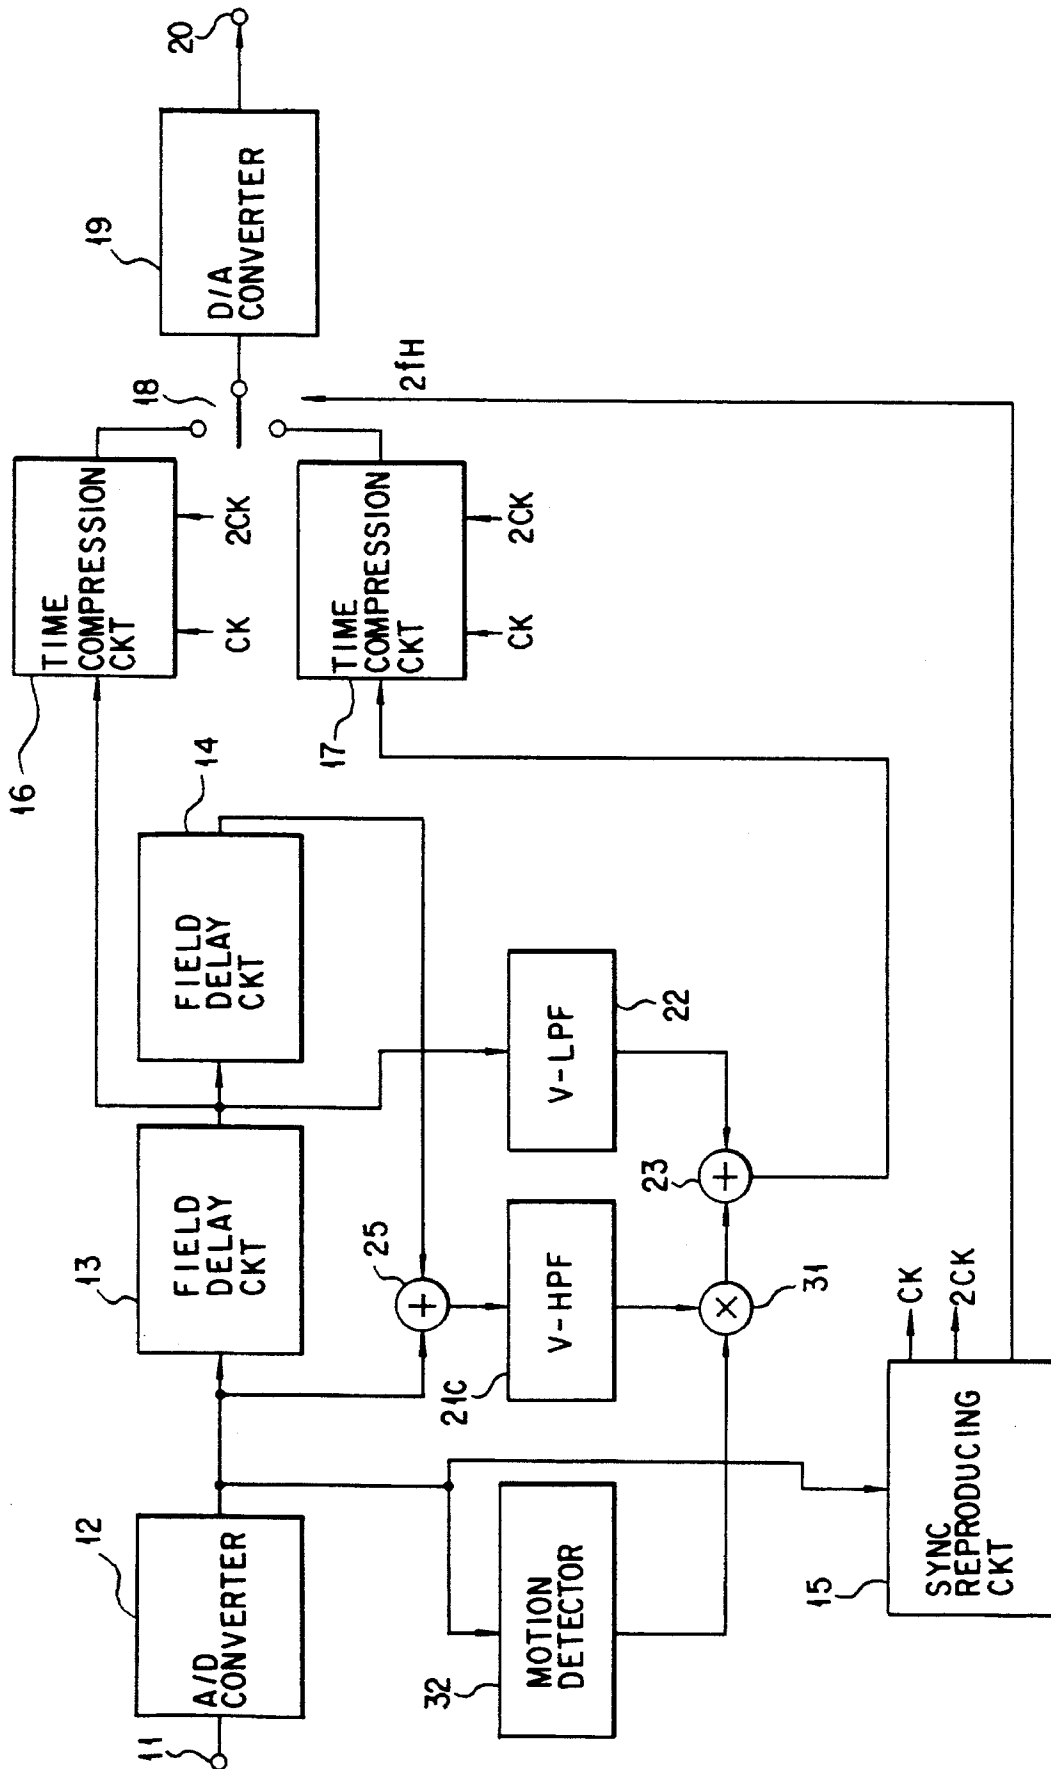 11
12
A/D
CONVERTER
13
FIELD
DELAY
CKT
14
FIELD
DELAY
CKT
16
TIME
COMPRESSION
CKT
CK
2CK
17
TIME
COMPRESSION
CKT
CK
2CK
18
2fH
19
D/A
CONVERTER
20
25
21C
V-HPF
22
V-LPF
23
31
32
MOTION
DETECTOR
15
SYNC
REPRODUCING
CKT
CK
2CK